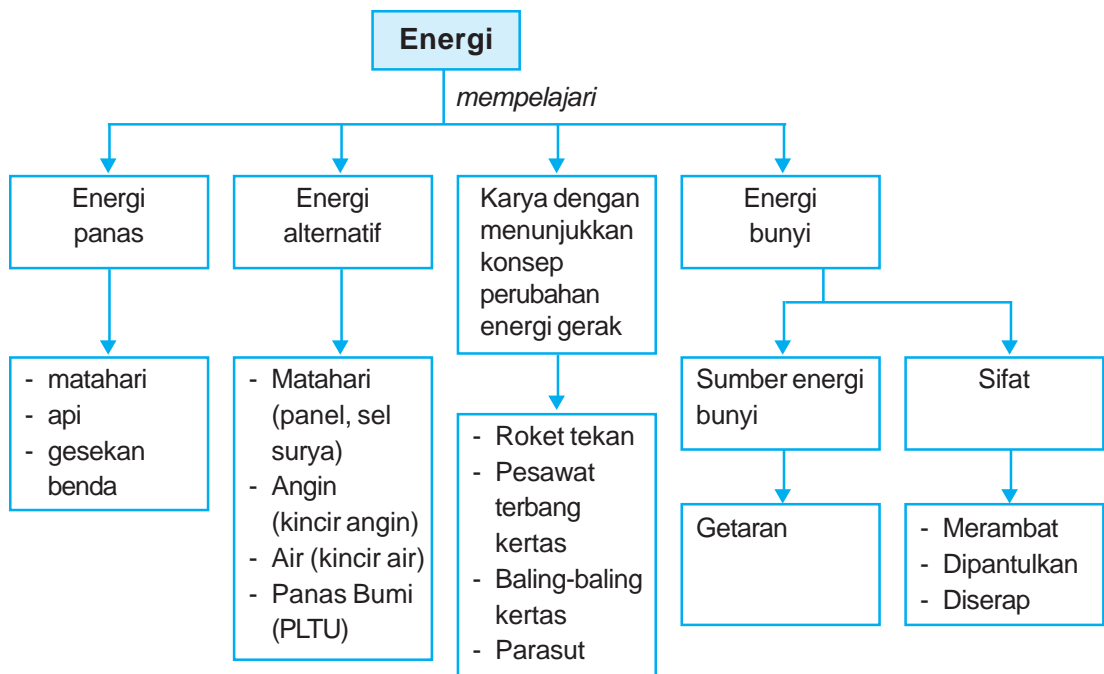 Energi
mempelajari
Energi
panas
Energi
alternatif
Karya dengan
menunjukkan
konsep
perubahan
energi gerak
Energi
bunyi
- matahari
- api
- gesekan
benda
- Matahari
(panel, sel
surya)
- Angin
(kincir angin)
- Air (kincir air)
- Panas Bumi
(PLTU)
- Roket tekan
- Pesawat
terbang
kertas
- Baling-baling
kertas
- Parasut
Sumber energi
bunyi
Sifat
Getaran
- Merambat
- Dipantulkan
- Diserap